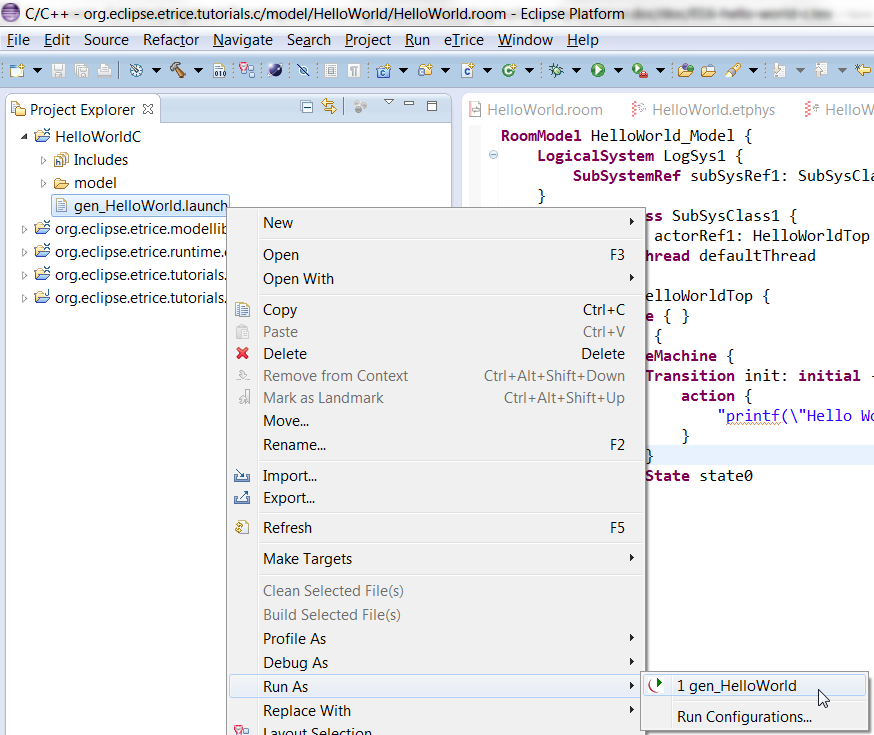 C/C++ - org.eclipse.etrice.tutorials.c/model/HelloWorld/HelloWorld.room - Eclipse Platform
File Edit Source Refactor Navigate Search Project Run eTrice Window Help
Project Explorer
HelloWorldC
Includes
model
gen_HelloWorld.launch
org.eclipse.etrice.modellib
org.eclipse.etrice.runtime.
org.eclipse.etrice.tutorials.
org.eclipse.etrice.tutorials.
HelloWorld.room HelloWorld.etphys HelloW
RoomModel HelloWorld_Model {
LogicalSystem LogSys1 {
SubSystemRef subSysRef1: SubSysCla
}
ss SubSysClass1 {
actorRef1: HelloWorldTop
hread defaultThread
elloWorldTop {
e { }
{
eMachine {
Transition init: initial -
action {
"printf(\"Hello Wo
}
}
State state0
New
Open F3
Open With
Copy Ctrl+C
Paste Ctrl+V
Delete Delete
Remove from Context Ctrl+Alt+Shift+Down
Mark as Landmark Ctrl+Alt+Shift+Up
Move...
Rename... F2
Import...
Export...
Refresh F5
Make Targets
Clean Selected File(s)
Build Selected File(s)
Profile As
Debug As
Run As
Replace With
Layout Selection
1 gen_HelloWorld
Run Configurations...